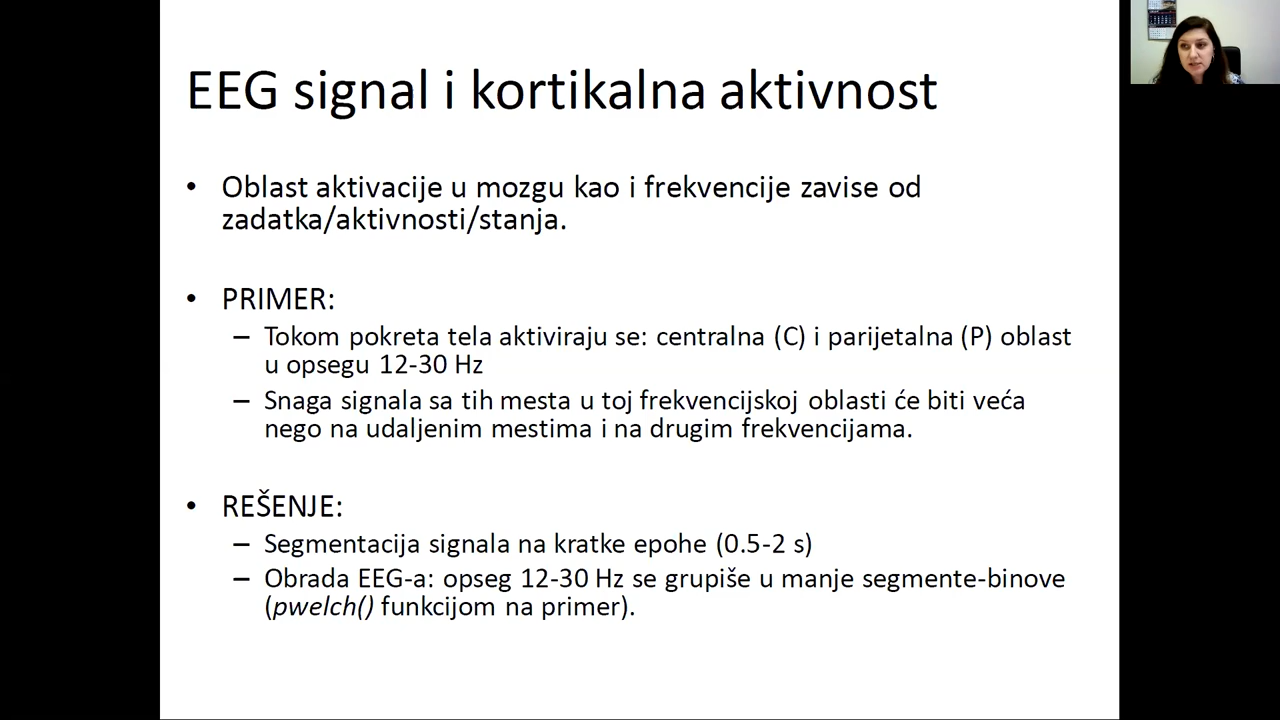 EEG signal i kortikalna aktivnost
• Oblast aktivacije u mozgu kao i frekvencije zavise od
zadatka/aktivnosti/stanja.
• PRIMER:
– Tokom pokreta tela aktiviraju se: centralna (C) i parijetalna (P) oblast
u opsegu 12-30 Hz
– Snaga signala sa tih mesta u toj frekvencijskoj oblasti će biti veća
nego na udaljenim mestima i na drugim frekvencijama.
• REŠENJE:
– Segmentacija signala na kratke epohe (0.5-2 s)
– Obrada EEG-a: opseg 12-30 Hz se grupiše u manje segmente-binove
(pwelch() funkcijom na primer).